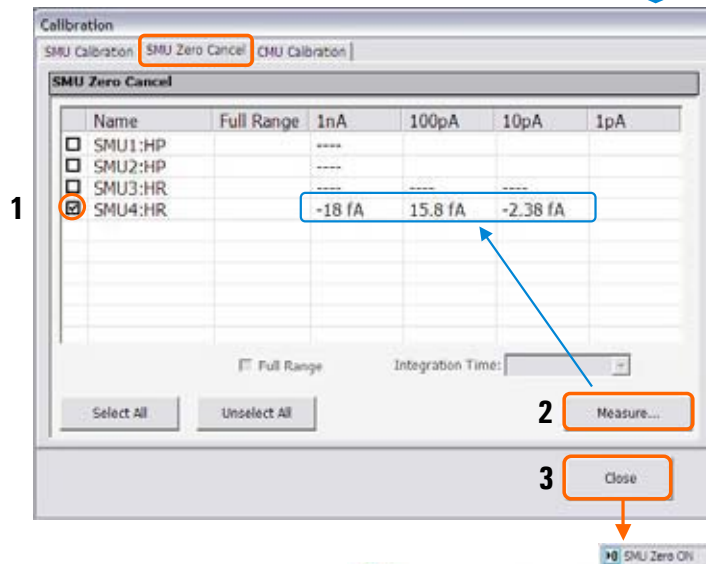 Calibration
SMU Calibration SMU Zero Cancel CMU Calibration
SMU Zero Cancel
Name Full Range 1nA 100pA 10pA 1pA
SMU1:HP ----
SMU2:HP ----
SMU3:HR ---- ---- ----
1 SMU4:HR -18 fA 15.8 fA -2.38 fA
Full Range Integration Time:
Select All Unselect All 2 Measure...
3 Close
SMU Zero ON